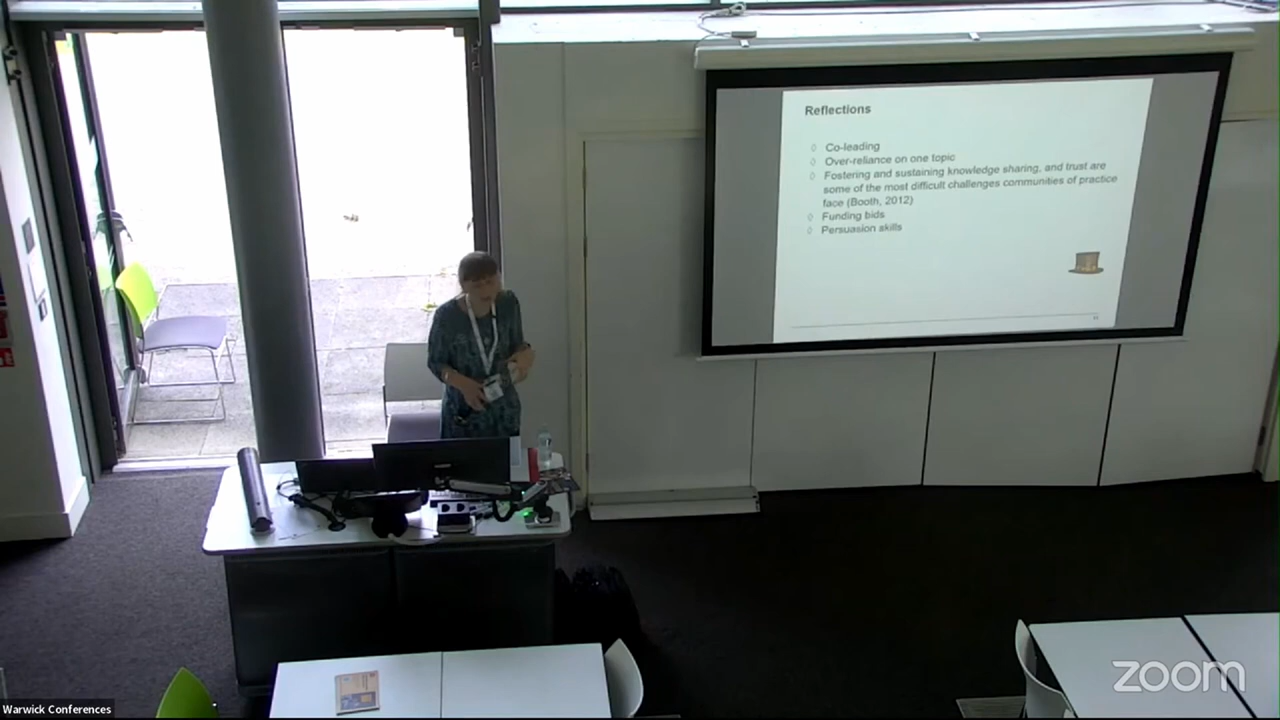 Reflections
◊ Co-leading
◊ Over-reliance on one topic
◊ Fostering and sustaining knowledge sharing, and trust are
some of the most difficult challenges communities of practice
face (Booth, 2012)
◊ Funding bids
◊ Persuasion skills
zoom
Warwick Conferences